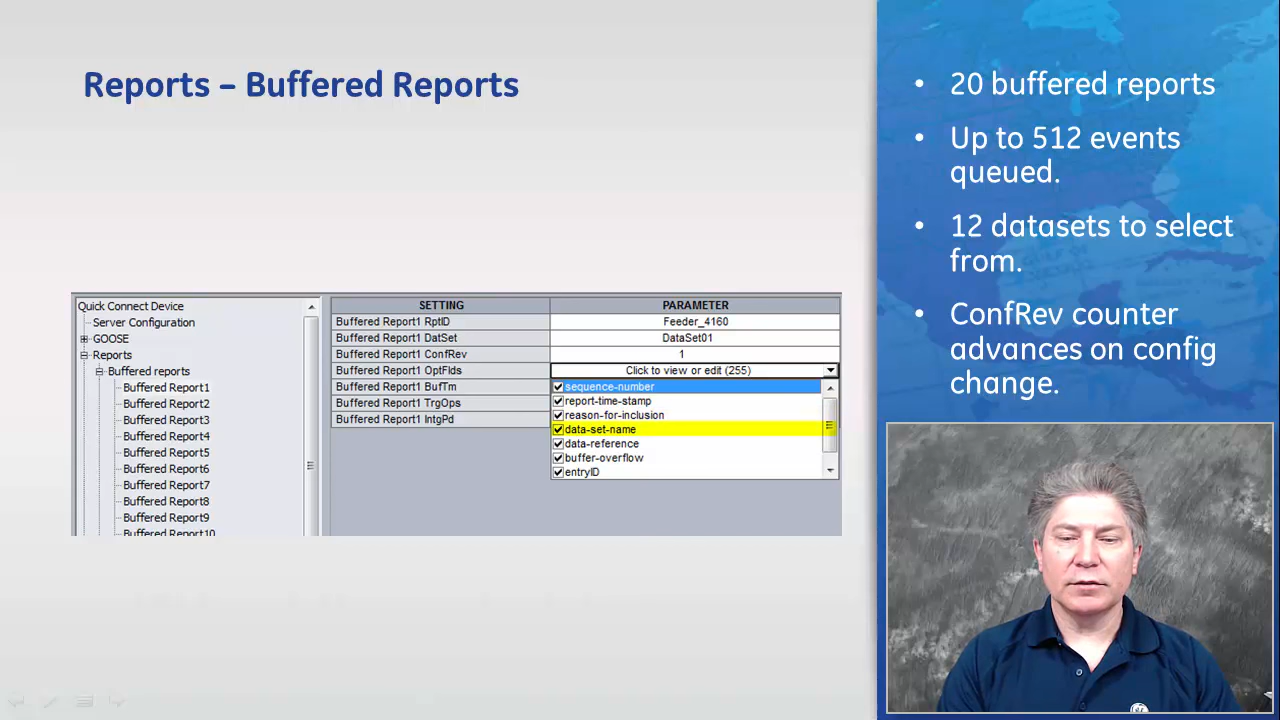 Reports – Buffered Reports
• 20 buffered reports
• Up to 512 events
queued.
• 12 datasets to select
from.
• ConfRev counter
advances on config
change.
Quick Connect Device
Server Configuration
GOOSE
Reports
Buffered reports
Buffered Report1
Buffered Report2
Buffered Report3
Buffered Report4
Buffered Report5
Buffered Report6
Buffered Report7
Buffered Report8
Buffered Report9
Buffered Report10
SETTING PARAMETER
Buffered Report1 RptID Feeder_4160
Buffered Report1 DatSet DataSet01
Buffered Report1 ConfRev 1
Buffered Report1 OptFlds Click to view or edit (255)
Buffered Report1 BufTm
Buffered Report1 TrgOps
Buffered Report1 IntgPd
sequence-number
report-time-stamp
reason-for-inclusion
data-set-name
data-reference
buffer-overflow
entryID